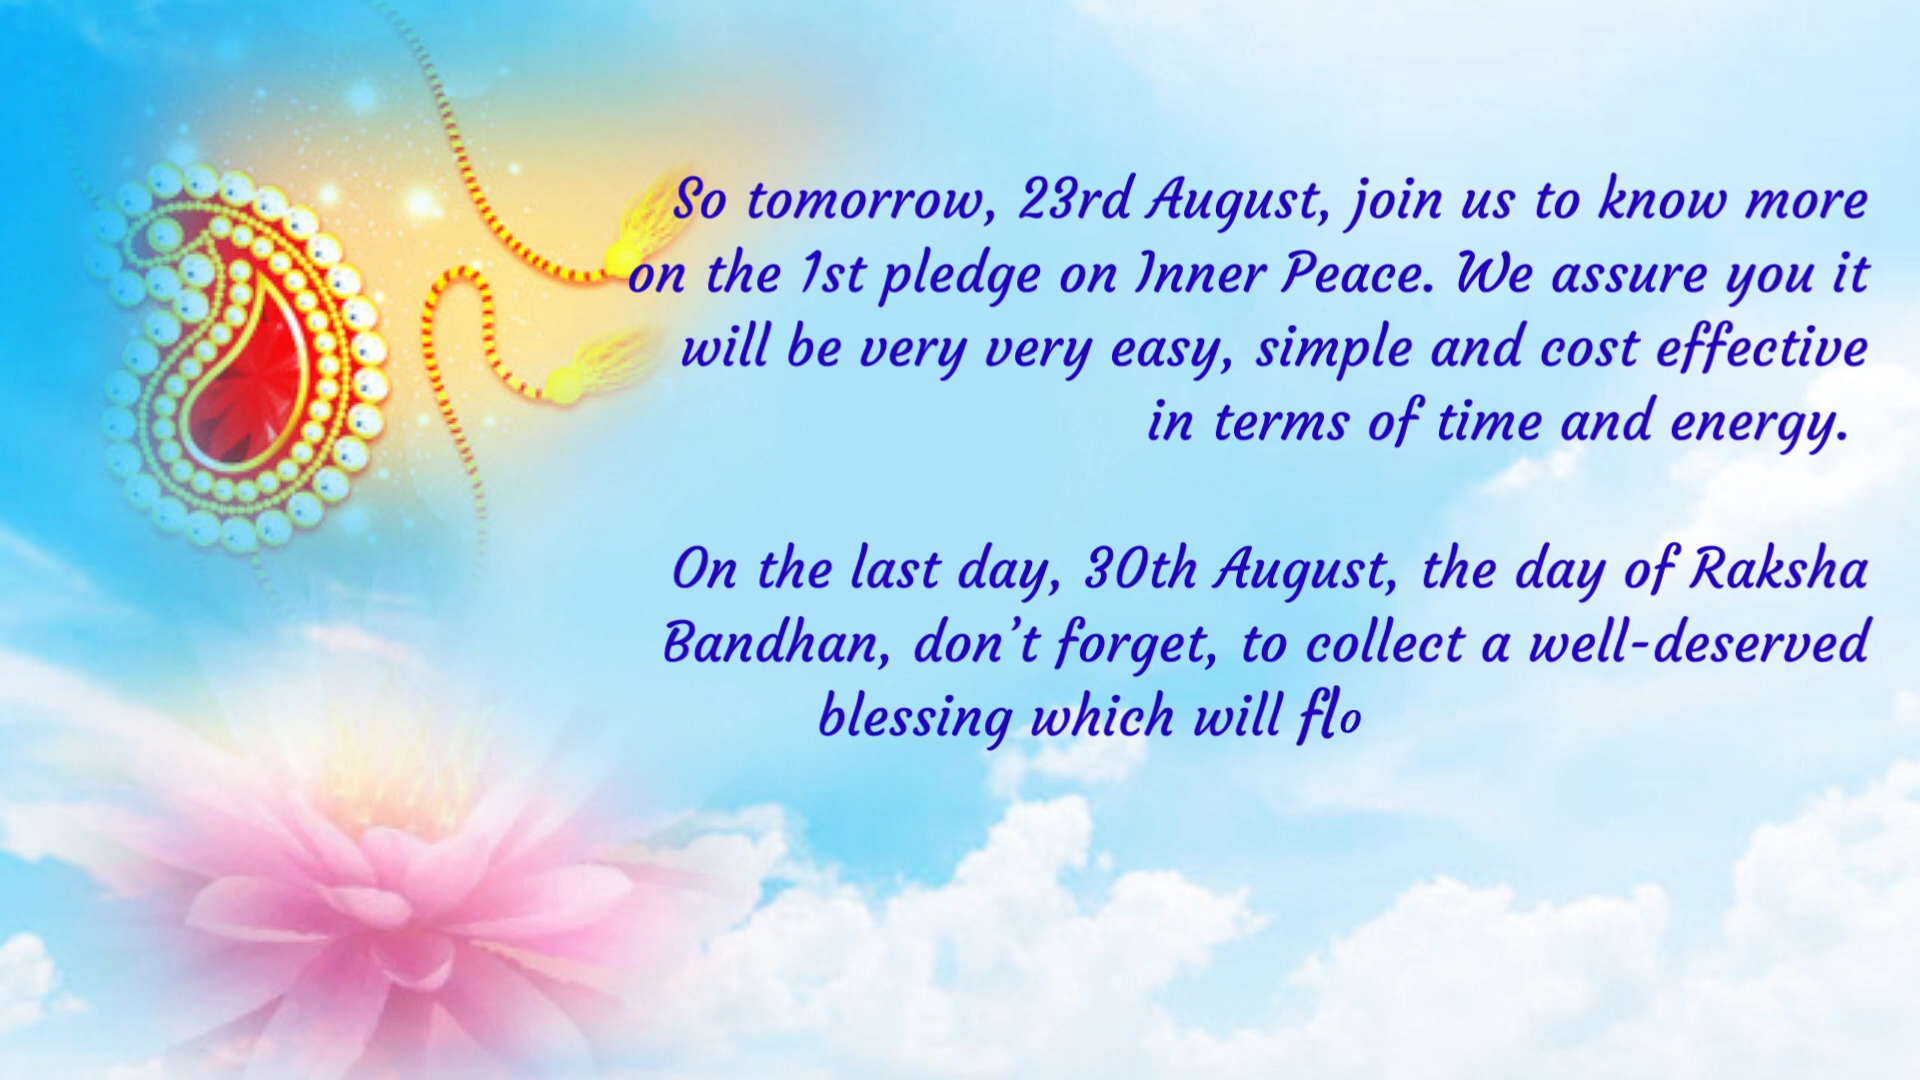 So tomorrow, 23rd August, join us to know more
on the 1st pledge on Inner Peace. We assure you it
will be very very easy, simple and cost effective
in terms of time and energy.
On the last day, 30th August, the day of Raksha
Bandhan, don’t forget, to collect a well-deserved
blessing which will flo